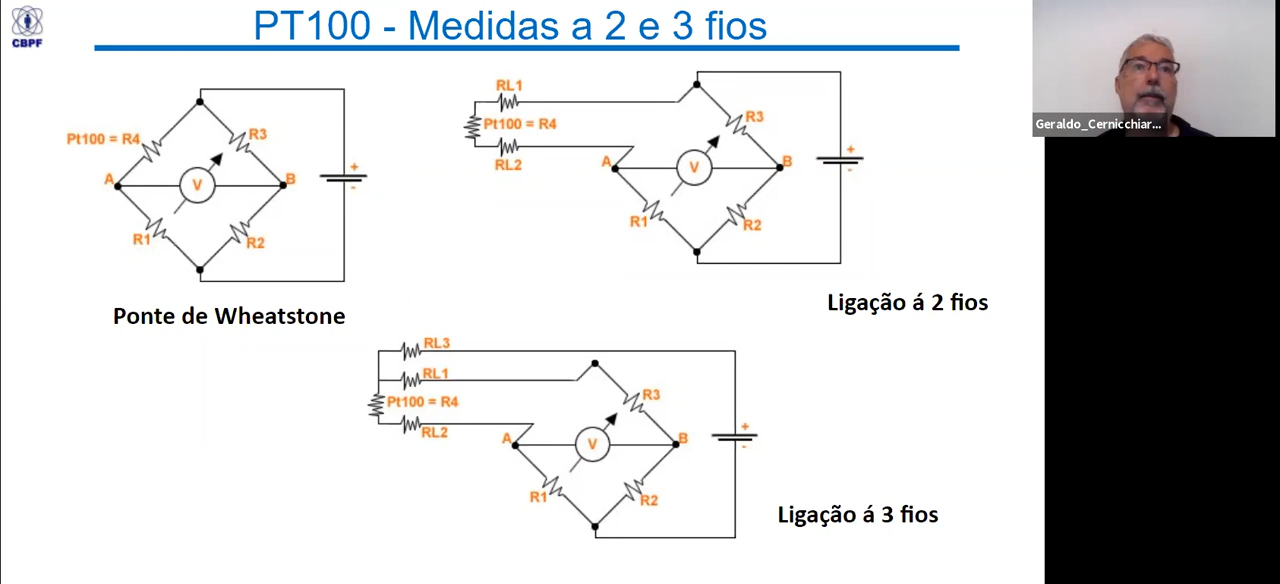 CBPF
PT100 - Medidas a 2 e 3 fios
Geraldo_Cernicchiar...
Pt100 = R4
R3
A
V
B
+
-
R1
R2
Ponte de Wheatstone
RL1
Pt100 = R4
RL2
R3
A
V
B
+
-
R1
R2
Ligação á 2 fios
RL3
RL1
Pt100 = R4
RL2
R3
A
V
B
+
-
R1
R2
Ligação á 3 fios